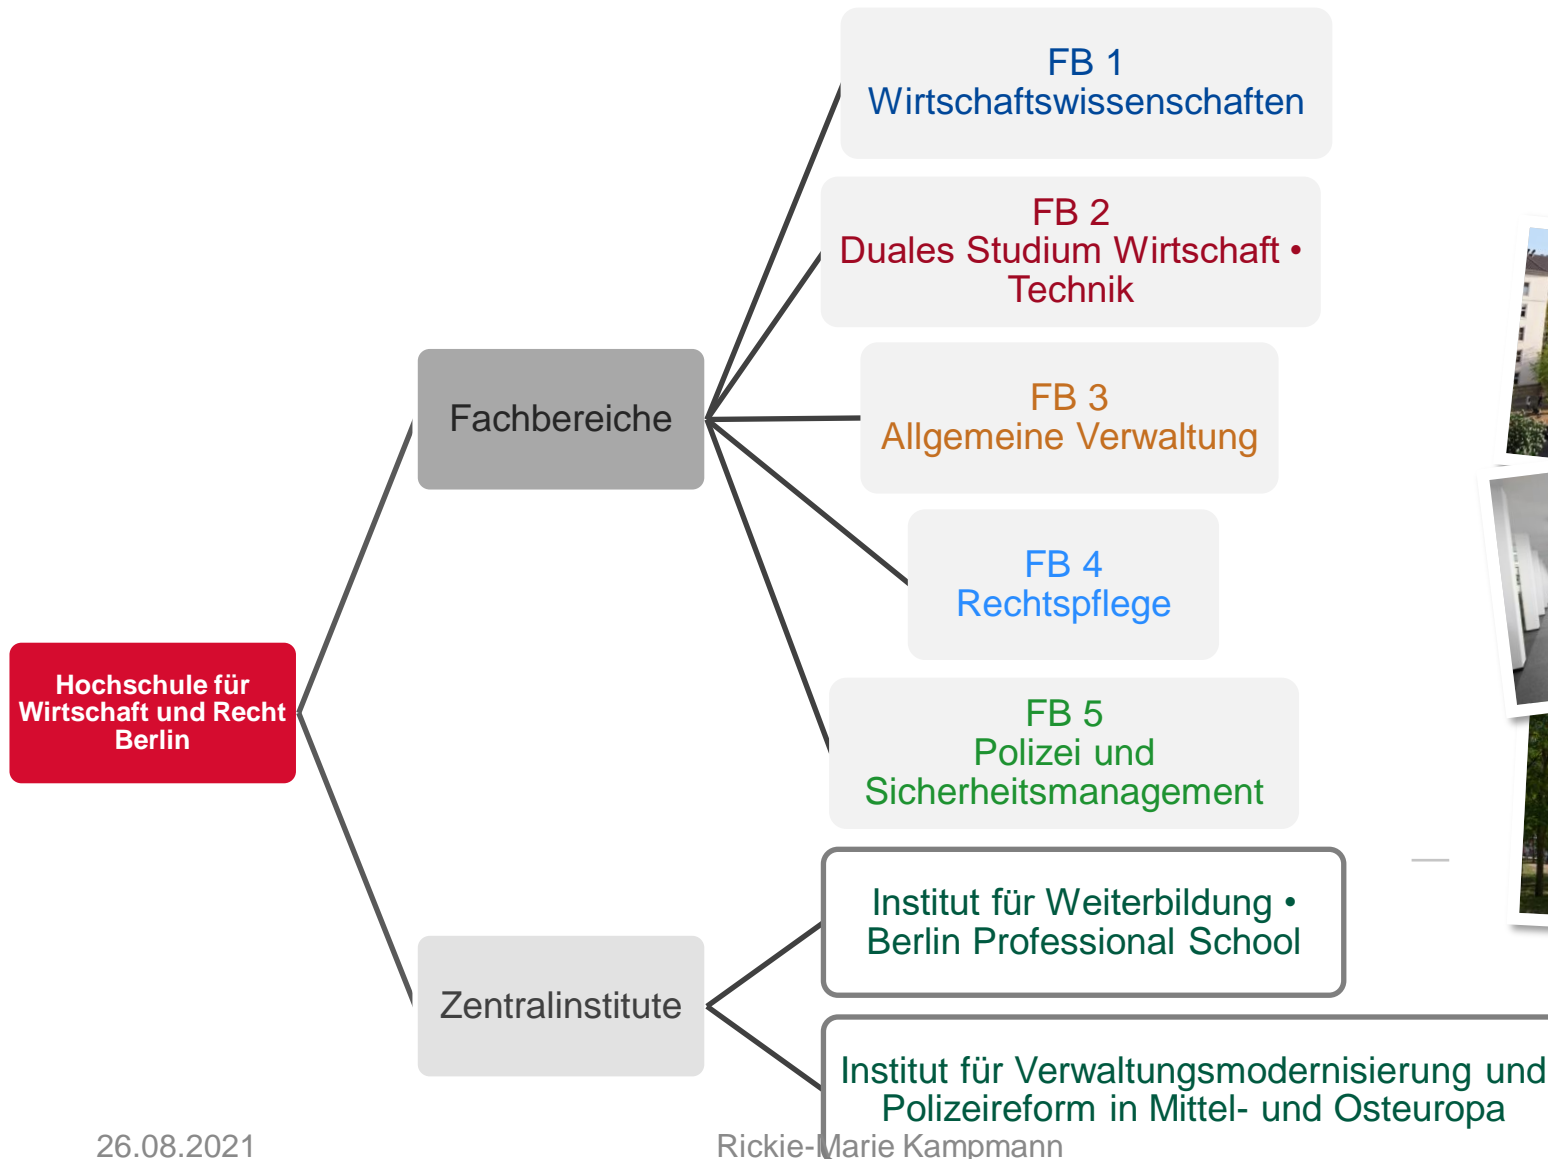 FB 1
Wirtschaftswissenschaften
FB 2
Duales Studium Wirtschaft •
Technik
Fachbereiche
FB 3
Allgemeine Verwaltung
FB 4
Rechtspflege
Hochschule für
Wirtschaft und Recht
Berlin
FB 5
Polizei und
Sicherheitsmanagement
Zentralinstitute
Institut für Weiterbildung •
Berlin Professional School
Institut für Verwaltungsmodernisierung und
Polizeireform in Mittel- und Osteuropa
26.08.2021
Rickie-Marie Kampmann